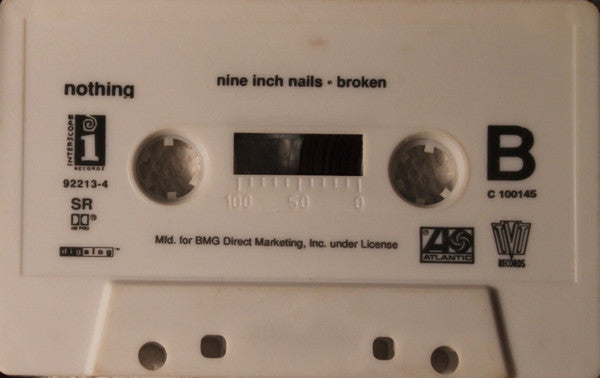 nine inch nails • broken
nothing
INTERSCOPE
i
RECORDS
92213-4
SR
HX PRO
digalog™
100 50 0
Mfd. for BMG Direct Marketing, Inc. under License
B
C 100145
ATLANTIC
TVT
RECORDS